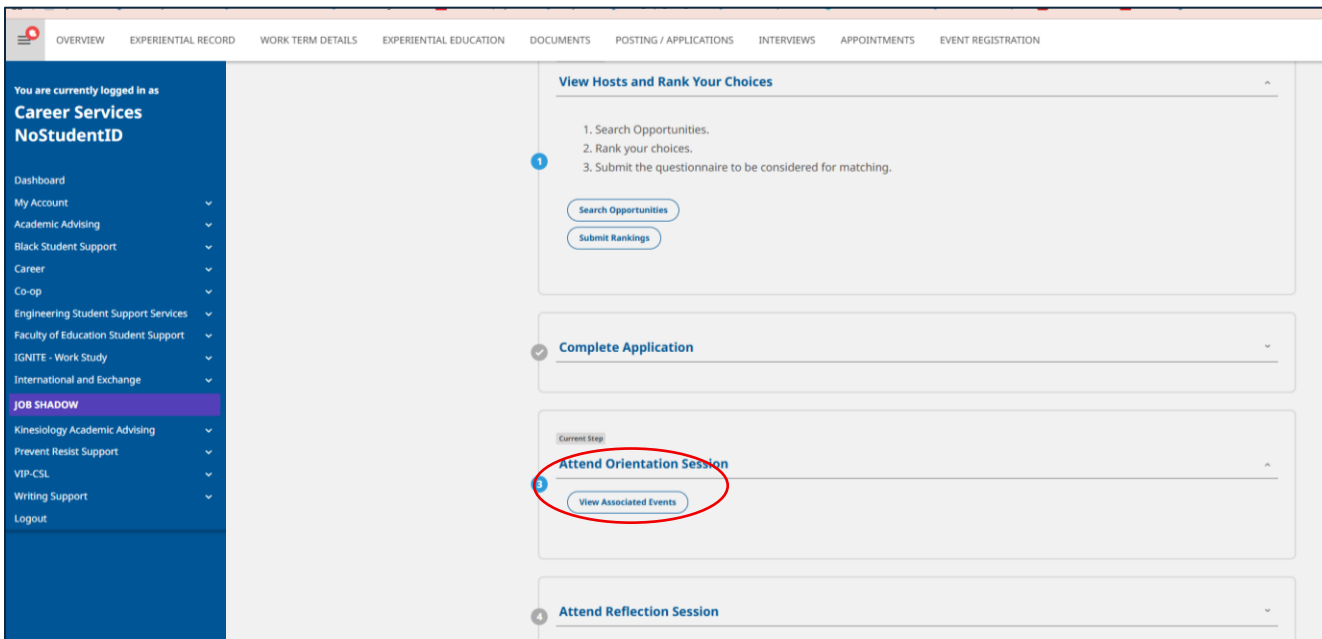 OVERVIEW EXPERIENTIAL RECORD WORK TERM DETAILS EXPERIENTIAL EDUCATION DOCUMENTS POSTING / APPLICATIONS INTERVIEWS APPOINTMENTS EVENT REGISTRATION
You are currently logged in as
Career Services
NoStudentID
Dashboard
My Account
Academic Advising
Black Student Support
Career
Co-op
Engineering Student Support Services
Faculty of Education Student Support
IGNITE - Work Study
International and Exchange
JOB SHADOW
Kinesiology Academic Advising
Prevent Resist Support
VIP-CSL
Writing Support
Logout
View Hosts and Rank Your Choices
1. Search Opportunities.
2. Rank your choices.
1
3. Submit the questionnaire to be considered for matching.
Search Opportunities
Submit Rankings
Complete Application
Current Step
Attend Orientation Session
3
View Associated Events
Attend Reflection Session
4